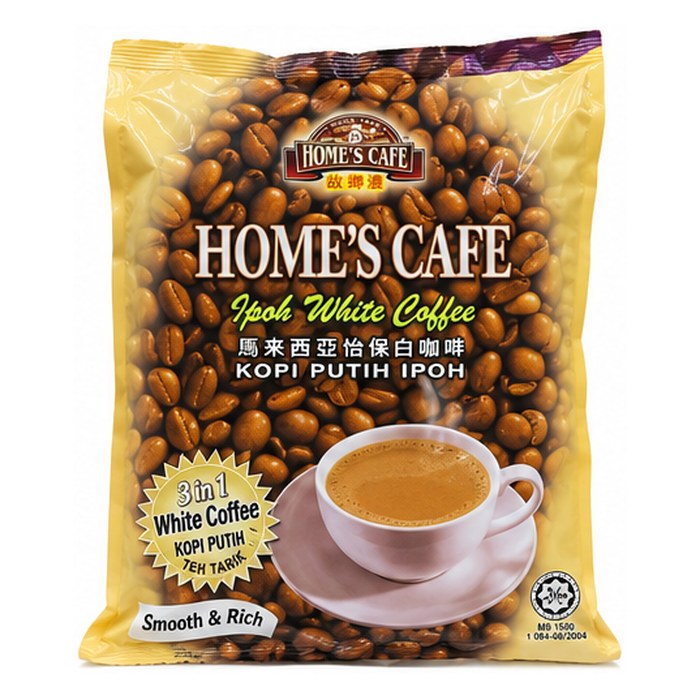 HOME'S CAFE
故鄉濃
HOME'S CAFE
Ipoh White Coffee
馬來西亞怡保白咖啡
KOPI PUTIH IPOH
3 in 1
White Coffee
KOPI PUTIH
TEH TARIK !!!
Smooth & Rich
MS 1500
1 064-08/2004